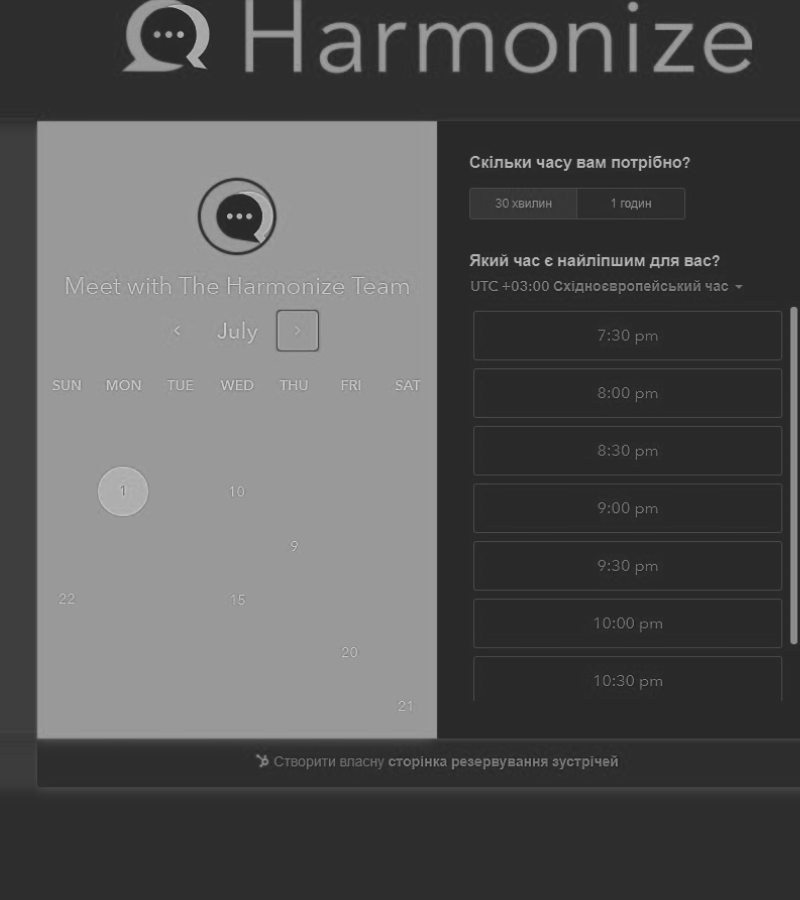 Harmonize
Meet with The Harmonize Team
July
SUN MON TUE WED THU FRI SAT
1 10
9
22 15
20
21
Скільки часу вам потрібно?
30 хвилин 1 годин
Який час є найліпшим для вас?
UTC +03:00 Східноєвропейський час
7:30 pm
8:00 pm
8:30 pm
9:00 pm
9:30 pm
10:00 pm
10:30 pm
Створити власну сторінка резервування зустрічей